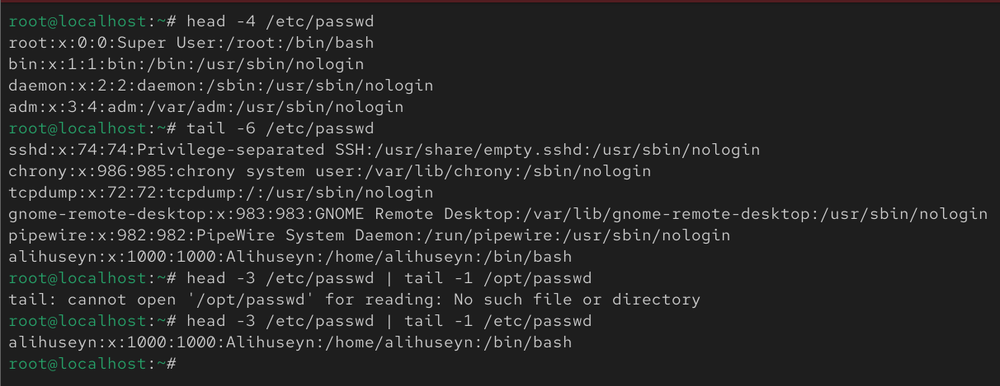 root@localhost:~# head -4 /etc/passwd
root:x:0:0:Super User:/root:/bin/bash
bin:x:1:1:bin:/bin:/usr/sbin/nologin
daemon:x:2:2:daemon:/sbin:/usr/sbin/nologin
adm:x:3:4:adm:/var/adm:/usr/sbin/nologin
root@localhost:~# tail -6 /etc/passwd
sshd:x:74:74:Privilege-separated SSH:/usr/share/empty.sshd:/usr/sbin/nologin
chrony:x:986:985:chrony system user:/var/lib/chrony:/sbin/nologin
tcpdump:x:72:72:tcpdump:/:/usr/sbin/nologin
gnome-remote-desktop:x:983:983:GNOME Remote Desktop:/var/lib/gnome-remote-desktop:/usr/sbin/nologin
pipewire:x:982:982:PipeWire System Daemon:/run/pipewire:/usr/sbin/nologin
alihuseyn:x:1000:1000:Alihuseyn:/home/alihuseyn:/bin/bash
root@localhost:~# head -3 /etc/passwd | tail -1 /opt/passwd
tail: cannot open '/opt/passwd' for reading: No such file or directory
root@localhost:~# head -3 /etc/passwd | tail -1 /etc/passwd
alihuseyn:x:1000:1000:Alihuseyn:/home/alihuseyn:/bin/bash
root@localhost:~#